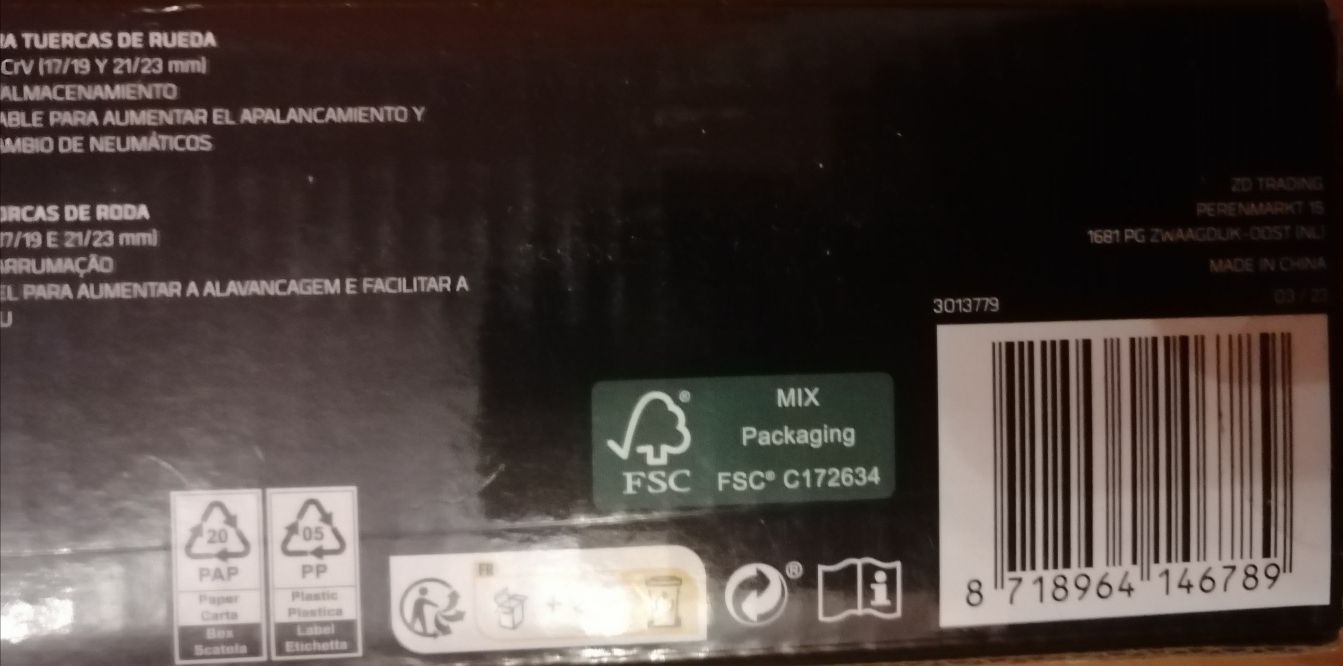 RA TUERCAS DE RUEDA
CrV (17/19 Y 21/23 mm)
ALMACENAMIENTO
ABLE PARA AUMENTAR EL APALANCAMIENTO Y
AMBIO DE NEUMÁTICOS
ORCAS DE RODA
17/19 E 21/23 mm)
ARRUMAÇÃO
EL PARA AUMENTAR A ALAVANCAGEM E FACILITAR A
U
ZD TRADING
PERENMARKT 15
1681 PG ZWAAGDIJK-OOST (NL)
MADE IN CHINA
03 / 23
3013779
MIX
Packaging
FSC® C172634
FSC
®
20
PAP
Paper
Carta
Box
Scatola
05
PP
Plastic
Plastica
Label
Etichetta
FR
+
®
i
8 718964 146789